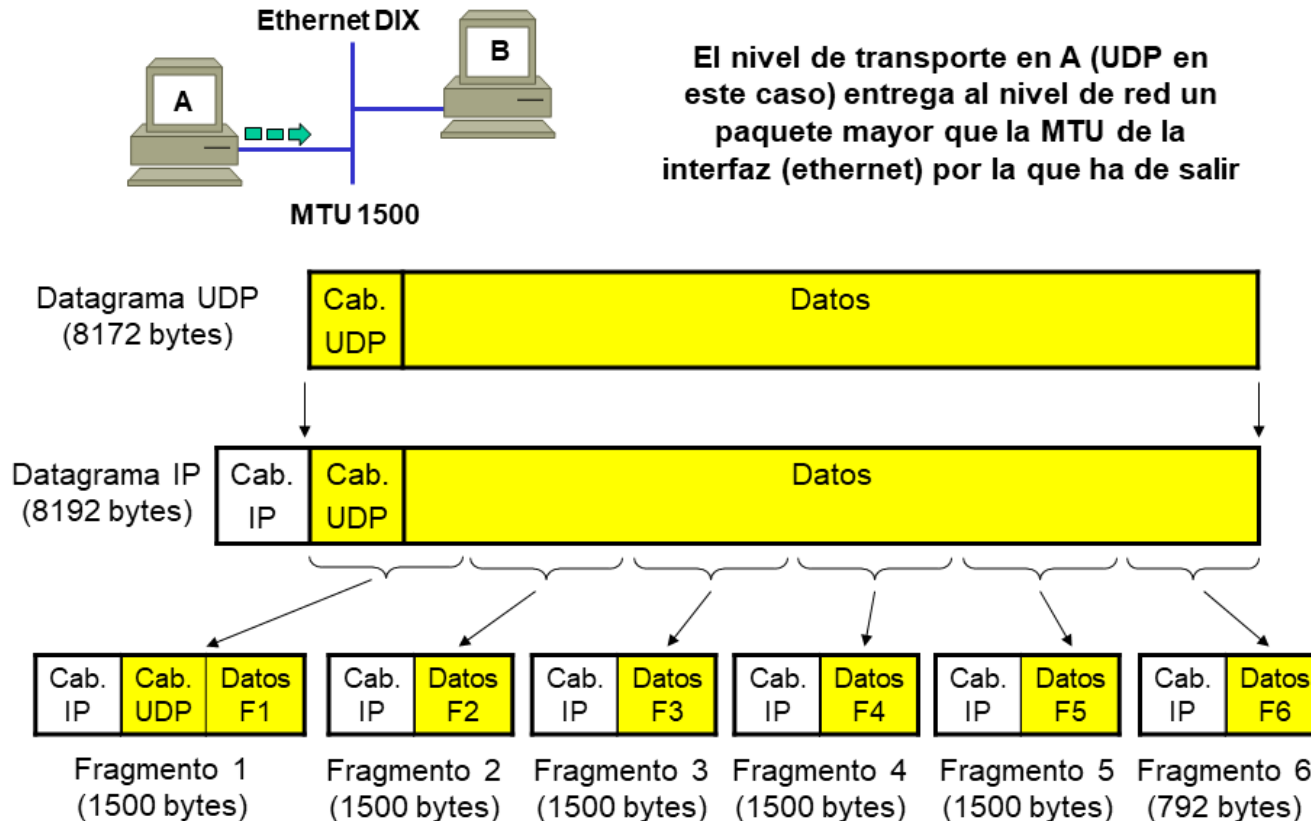 Ethernet DIX
A
B
MTU 1500
El nivel de transporte en A (UDP en
este caso) entrega al nivel de red un
paquete mayor que la MTU de la
interfaz (ethernet) por la que ha de salir
Datagrama UDP
(8172 bytes)
Cab.
UDP
Datos
Datagrama IP
(8192 bytes)
Cab.
IP
Cab.
UDP
Datos
Cab.
IP
Cab.
UDP
Datos
F1
Fragmento 1
(1500 bytes)
Cab.
IP
Datos
F2
Fragmento 2
(1500 bytes)
Cab.
IP
Datos
F3
Fragmento 3
(1500 bytes)
Cab.
IP
Datos
F4
Fragmento 4
(1500 bytes)
Cab.
IP
Datos
F5
Fragmento 5
(1500 bytes)
Cab.
IP
Datos
F6
Fragmento 6
(792 bytes)